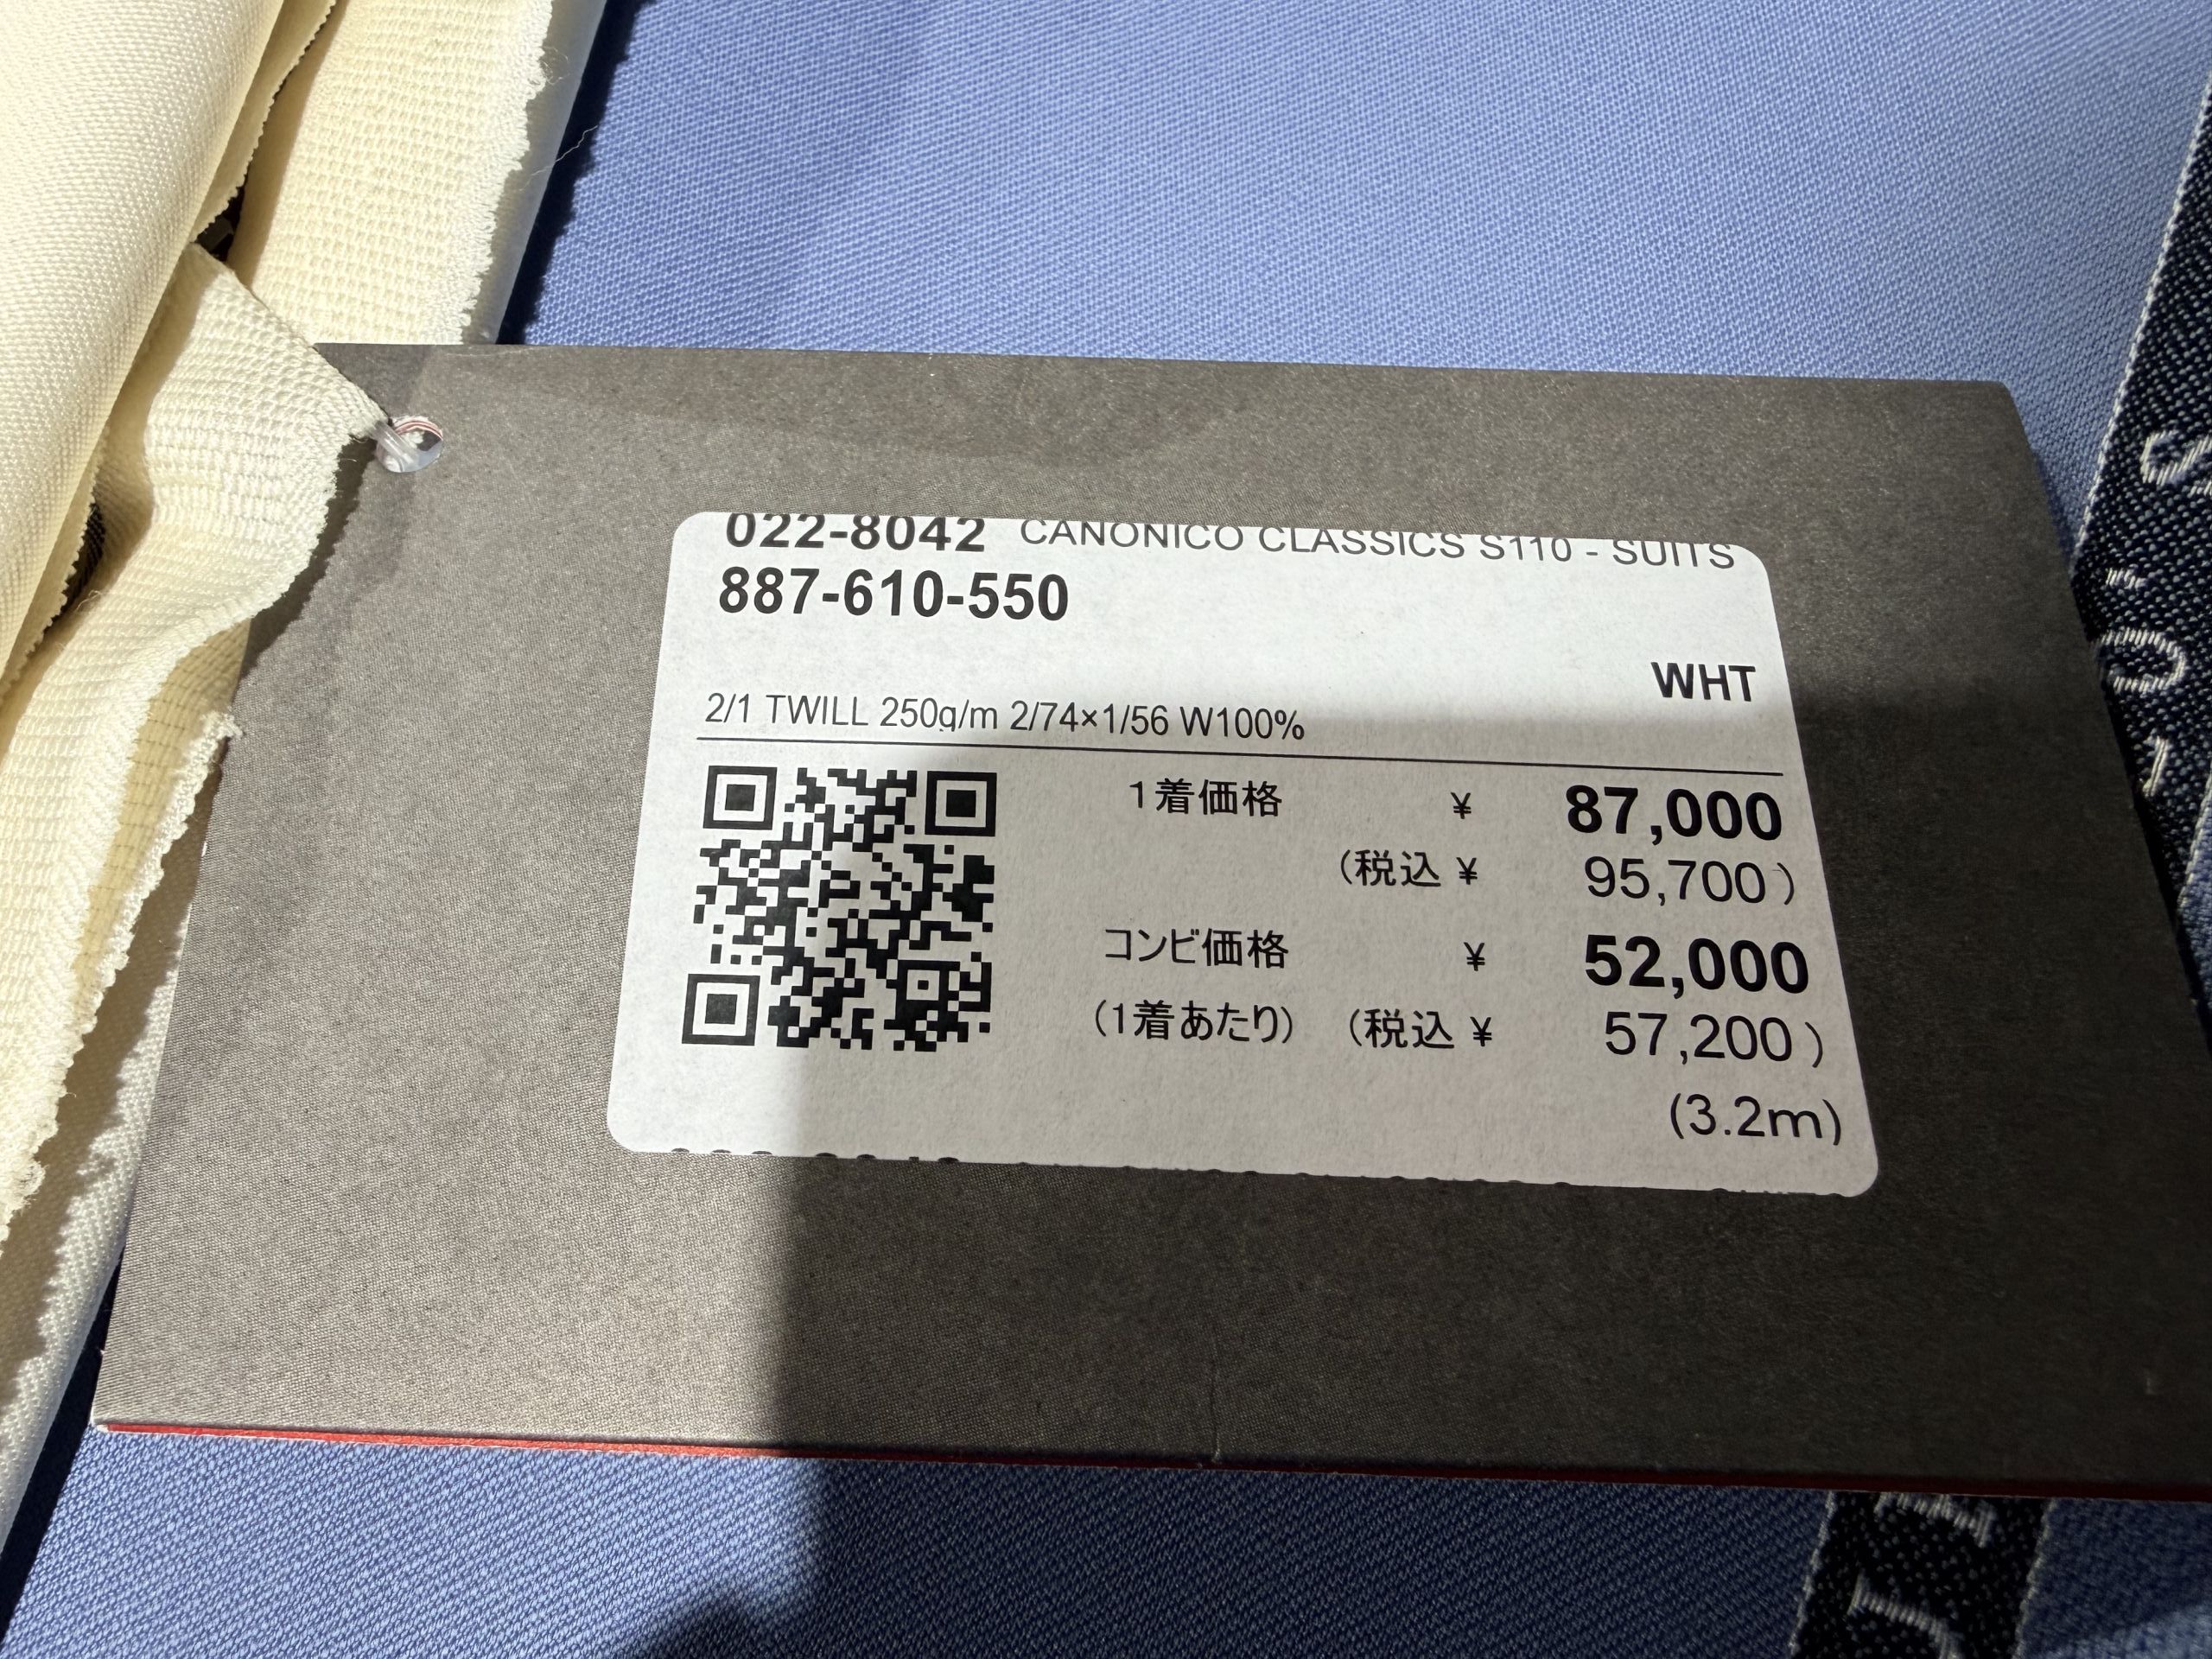 022-8042 CANONICO CLASSICS S110 - SUITS
887-610-550
WHT
2/1 TWILL 250g/m 2/74×1/56 W100%
1着価格 ¥ 87,000
(税込 ¥ 95,700)
コンビ価格 ¥ 52,000
(1着あたり) (税込 ¥ 57,200)
(3.2m)